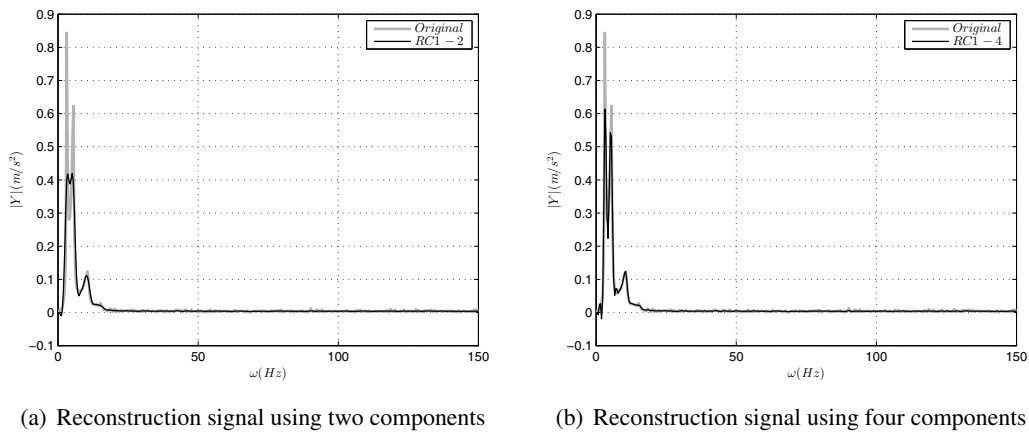 0.9
0.8
0.7
0.6
0.5
0.4
0.3
0.2
0.1
0
−0.1
|Y|(m/s²)
0 50 100 150
ω(Hz)
Original
RC1 − 2
(a) Reconstruction signal using two components
0.9
0.8
0.7
0.6
0.5
0.4
0.3
0.2
0.1
0
−0.1
|Y|(m/s²)
0 50 100 150
ω(Hz)
Original
RC1 − 4
(b) Reconstruction signal using four components